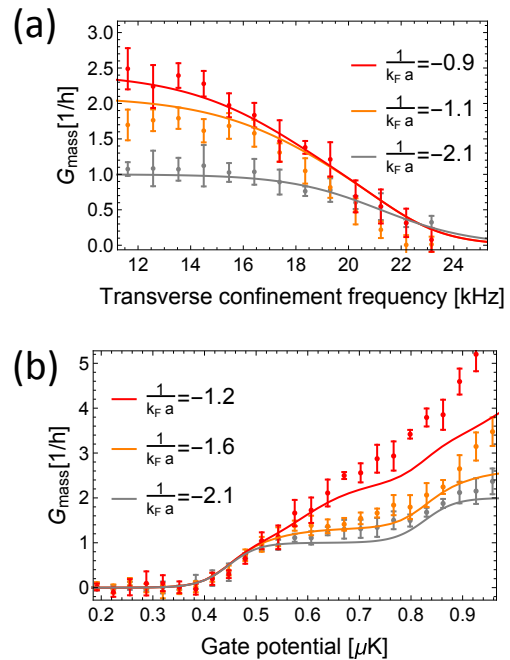 (a)
3.0
2.5
2.0
1.5
1.0
0.5
0.0
G_mass[1/h]
1/(k_F a)=−0.9
1/(k_F a)=−1.1
1/(k_F a)=−2.1
12 14 16 18 20 22 24
Transverse confinement frequency [kHz]
(b)
5
4
3
2
1
0
G_mass[1/h]
1/(k_F a)=−1.2
1/(k_F a)=−1.6
1/(k_F a)=−2.1
0.2 0.3 0.4 0.5 0.6 0.7 0.8 0.9
Gate potential [μK]